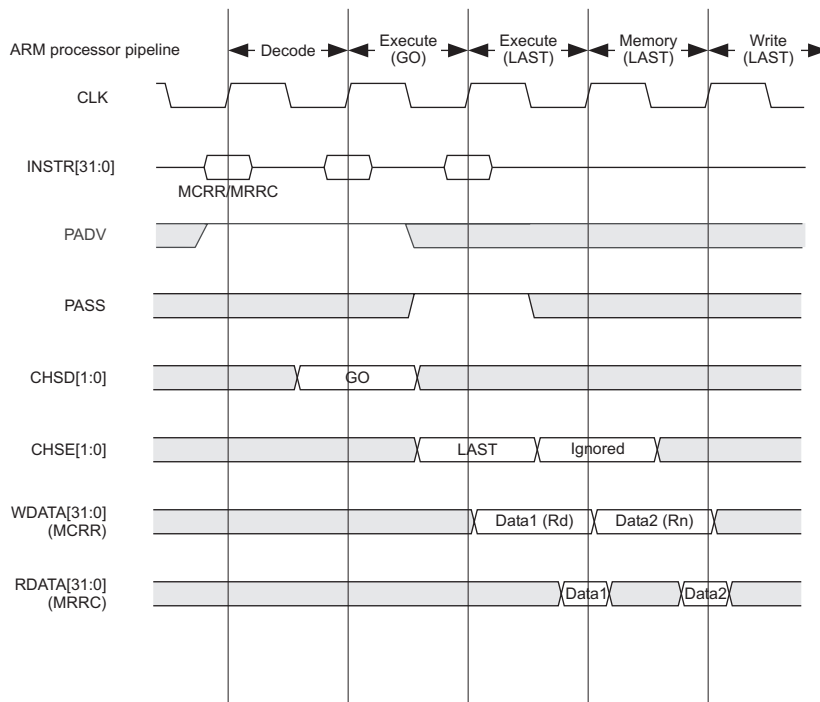 ARM processor pipeline
Decode
Execute
(GO)
Execute
(LAST)
Memory
(LAST)
Write
(LAST)
CLK
INSTR[31:0]
MCRR/MRRC
PADV
PASS
CHSD[1:0]
GO
CHSE[1:0]
LAST
Ignored
WDATA[31:0]
(MCRR)
Data1 (Rd)
Data2 (Rn)
RDATA[31:0]
(MRRC)
Data1
Data2